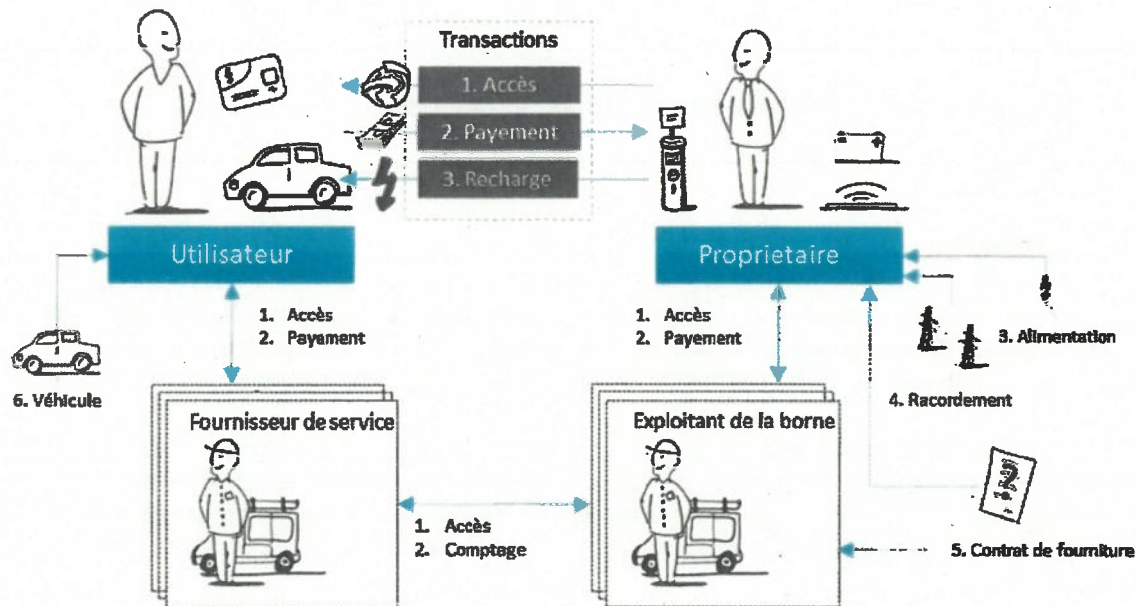 Transactions
1. Accès
2. Payement
3. Recharge
Utilisateur
Proprietaire
1. Accès
2. Payament
1. Accès
2. Payement
3. Alimentation
6. Véhicule
4. Racordement
Fournisseur de service
Exploitant de la borne
1. Accès
2. Comptage
5. Contrat de fourniture